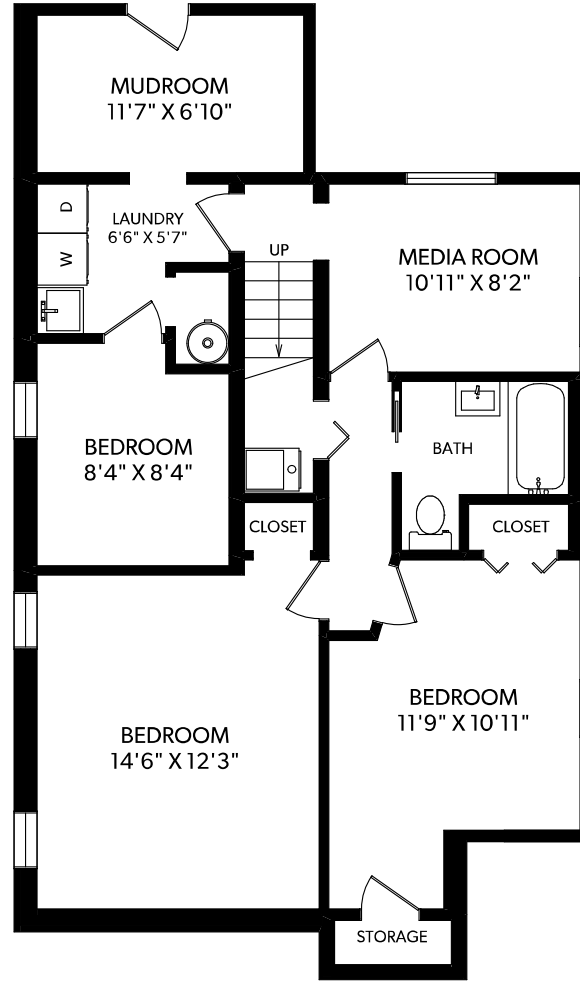 MUDROOM
11'7" X 6'10"
D
LAUNDRY
6'6" X 5'7"
W
UP
MEDIA ROOM
10'11" X 8'2"
BEDROOM
8'4" X 8'4"
BATH
CLOSET
CLOSET
BEDROOM
11'9" X 10'11"
BEDROOM
14'6" X 12'3"
STORAGE